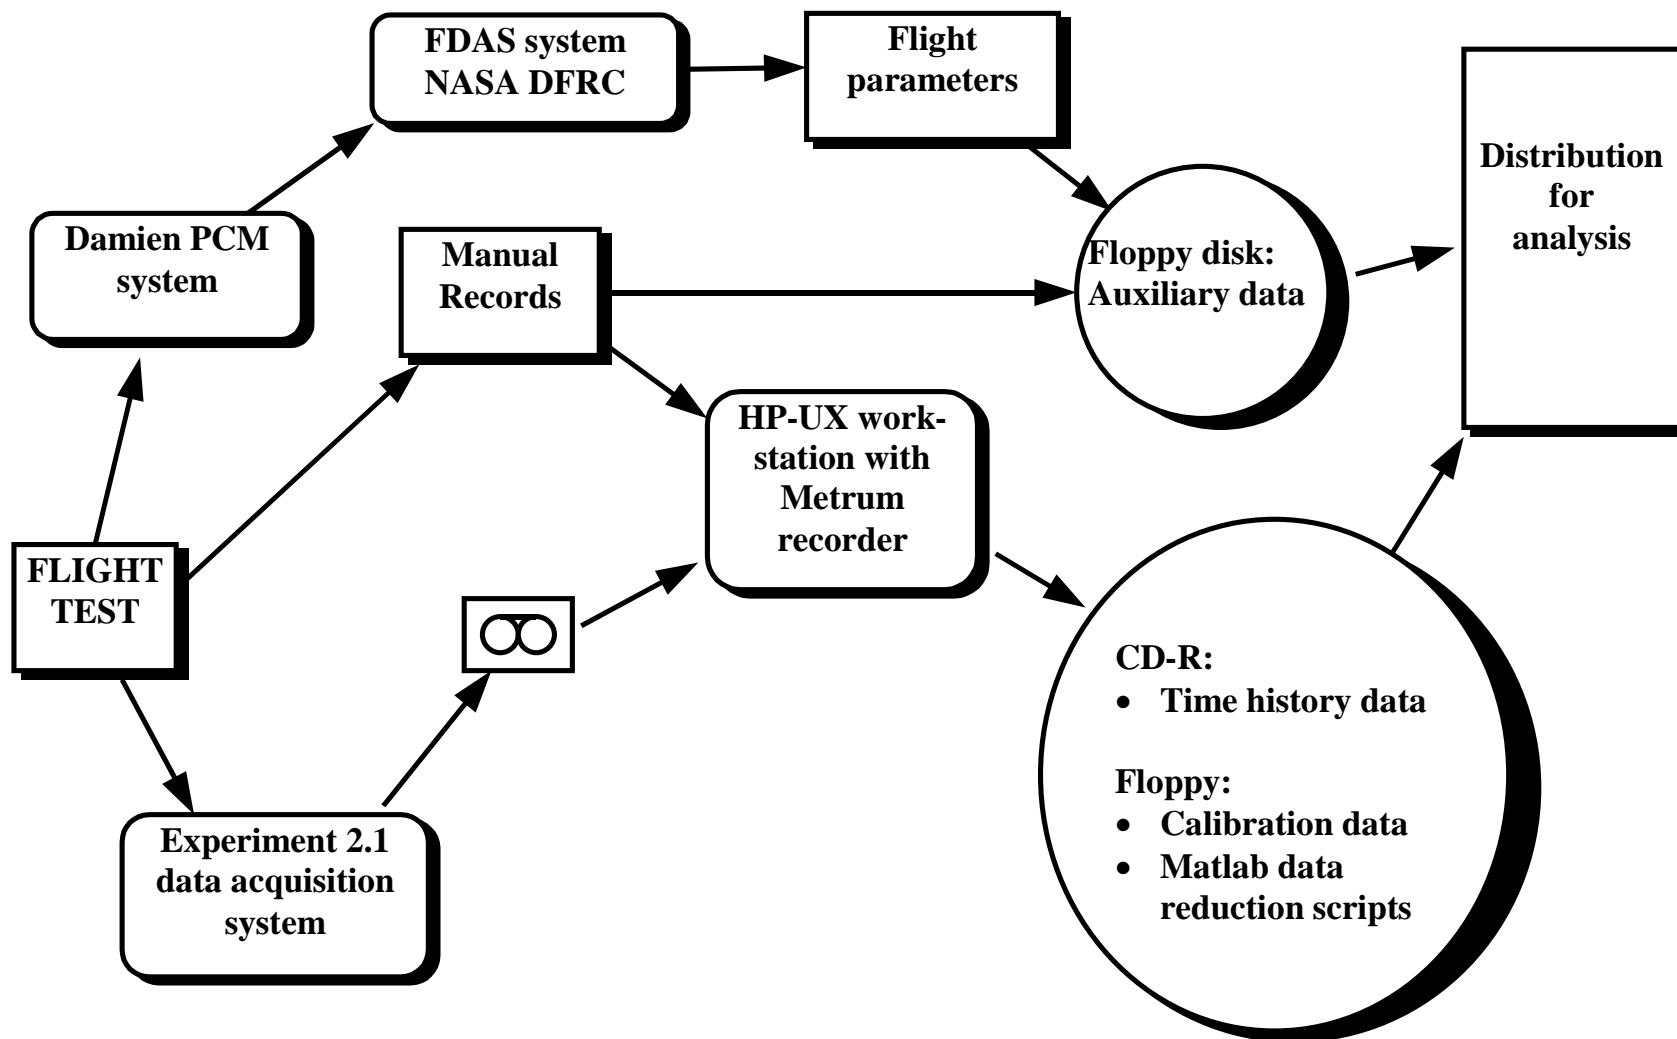 FDAS system
NASA DFRC
Flight
parameters
Distribution
for
analysis
Damien PCM
system
Manual
Records
Floppy disk:
Auxiliary data
HP-UX work-
station with
Metrum
recorder
FLIGHT
TEST
CD-R:
• Time history data
Floppy:
• Calibration data
• Matlab data
reduction scripts
Experiment 2.1
data acquisition
system